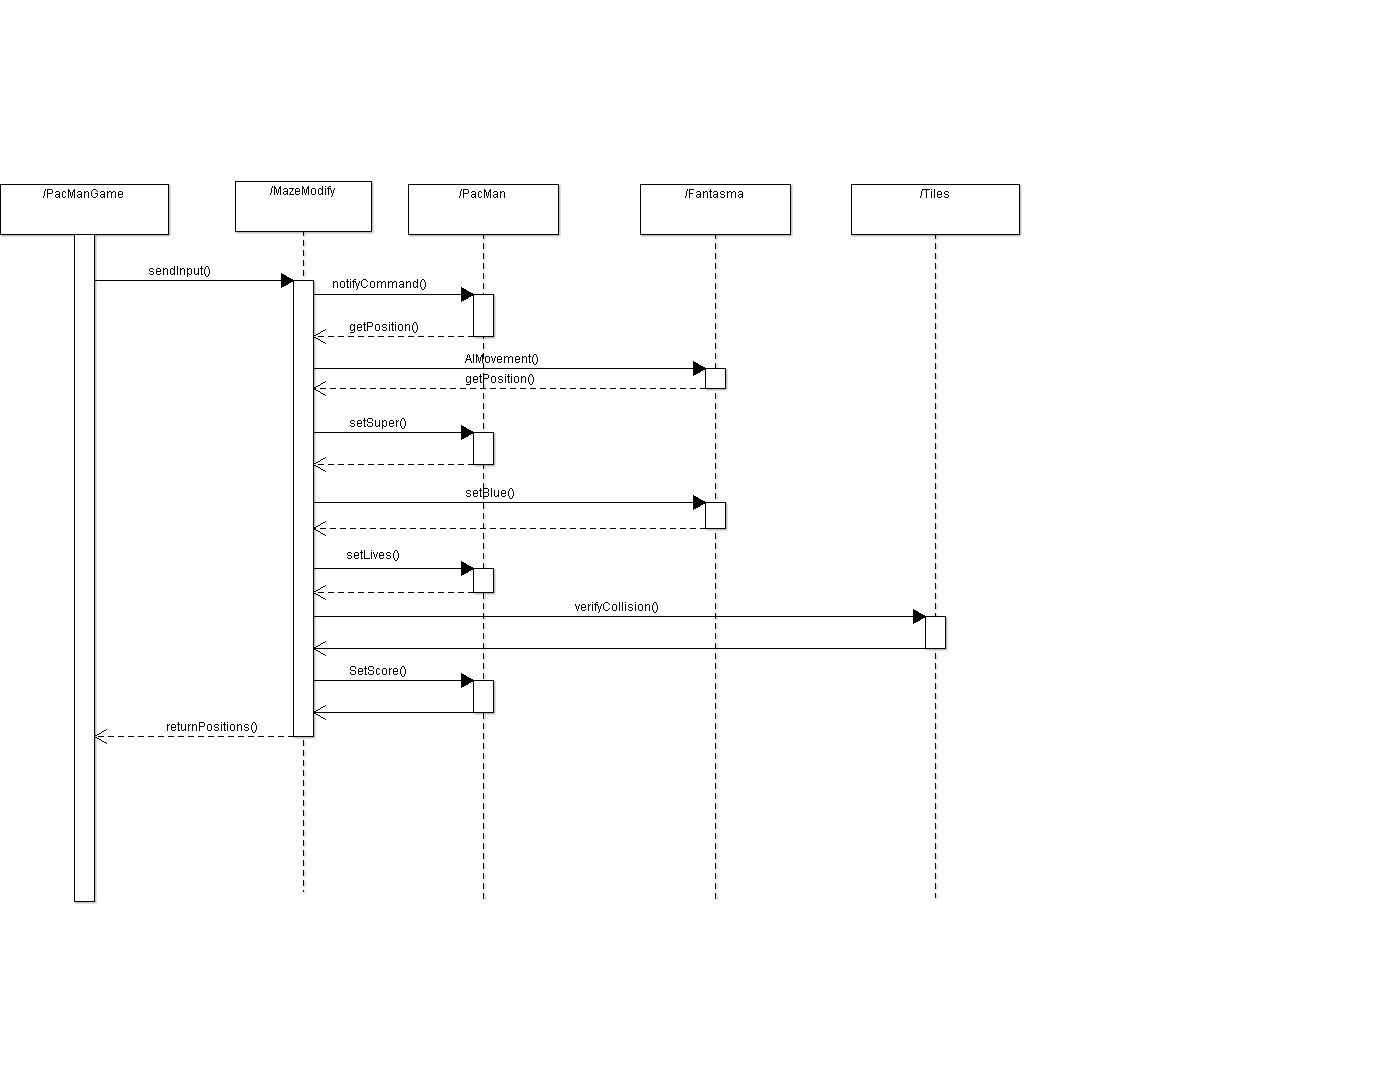 /PacManGame
/MazeModify
/PacMan
/Fantasma
/Tiles
sendInput()
notifyCommand()
getPosition()
AIMovement()
getPosition()
setSuper()
setBlue()
setLives()
verifyCollision()
SetScore()
returnPositions()